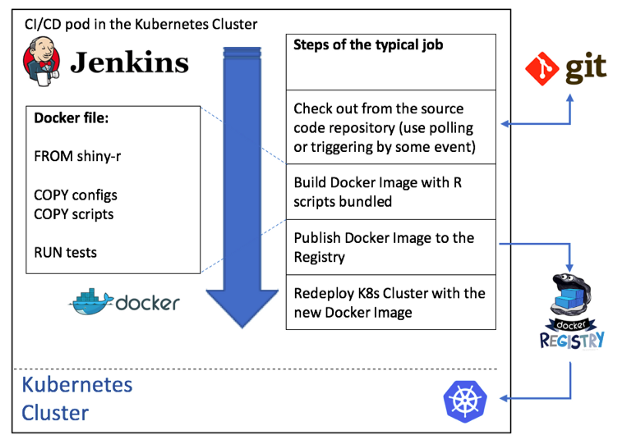 CI/CD pod in the Kubernetes Cluster
Jenkins
Docker file:
FROM shiny-r
COPY configs
COPY scripts
RUN tests
docker
Steps of the typical job
Check out from the source
code repository (use polling
or triggering by some event)
Build Docker Image with R
scripts bundled
Publish Docker Image to the
Registry
Redeploy K8s Cluster with the
new Docker Image
git
docker
REGISTRY
Kubernetes
Cluster